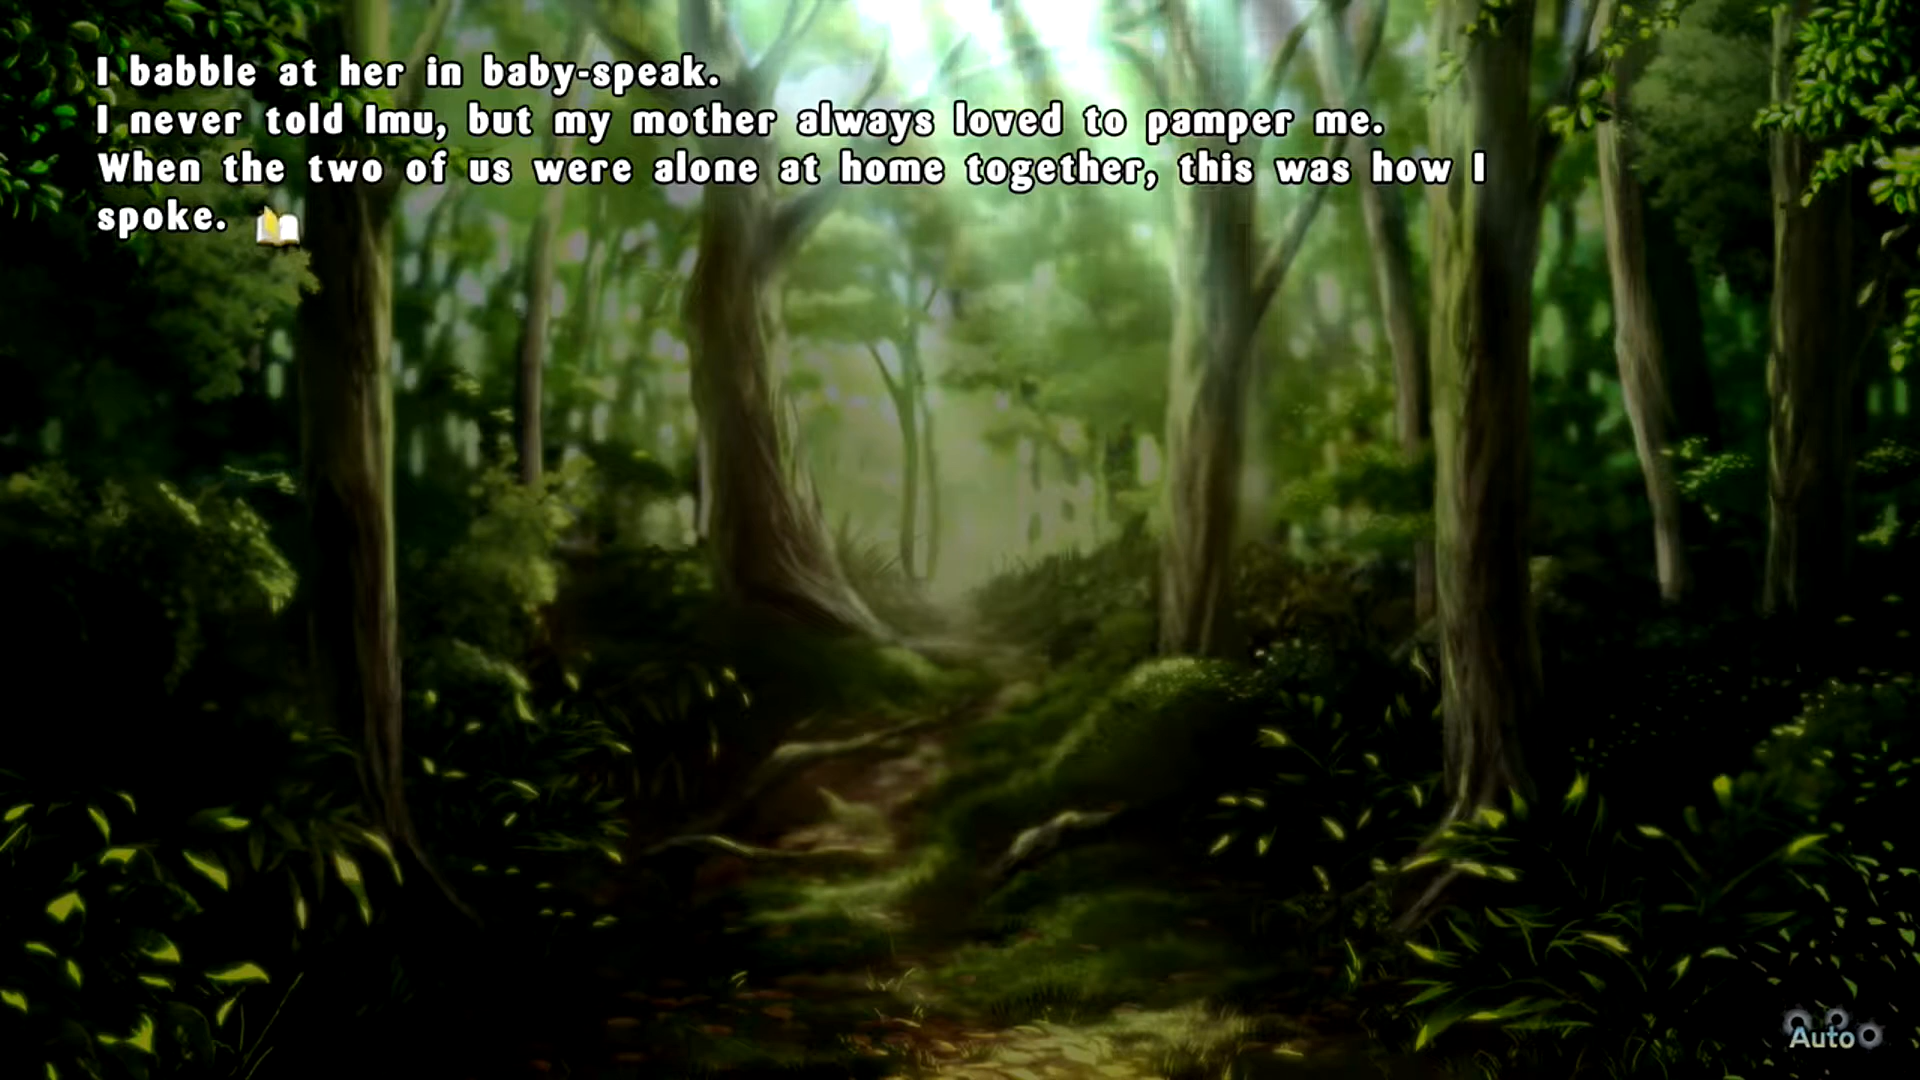 I babble at her in baby-speak.
I never told Imu, but my mother always loved to pamper me.
When the two of us were alone at home together, this was how I
spoke.
Auto